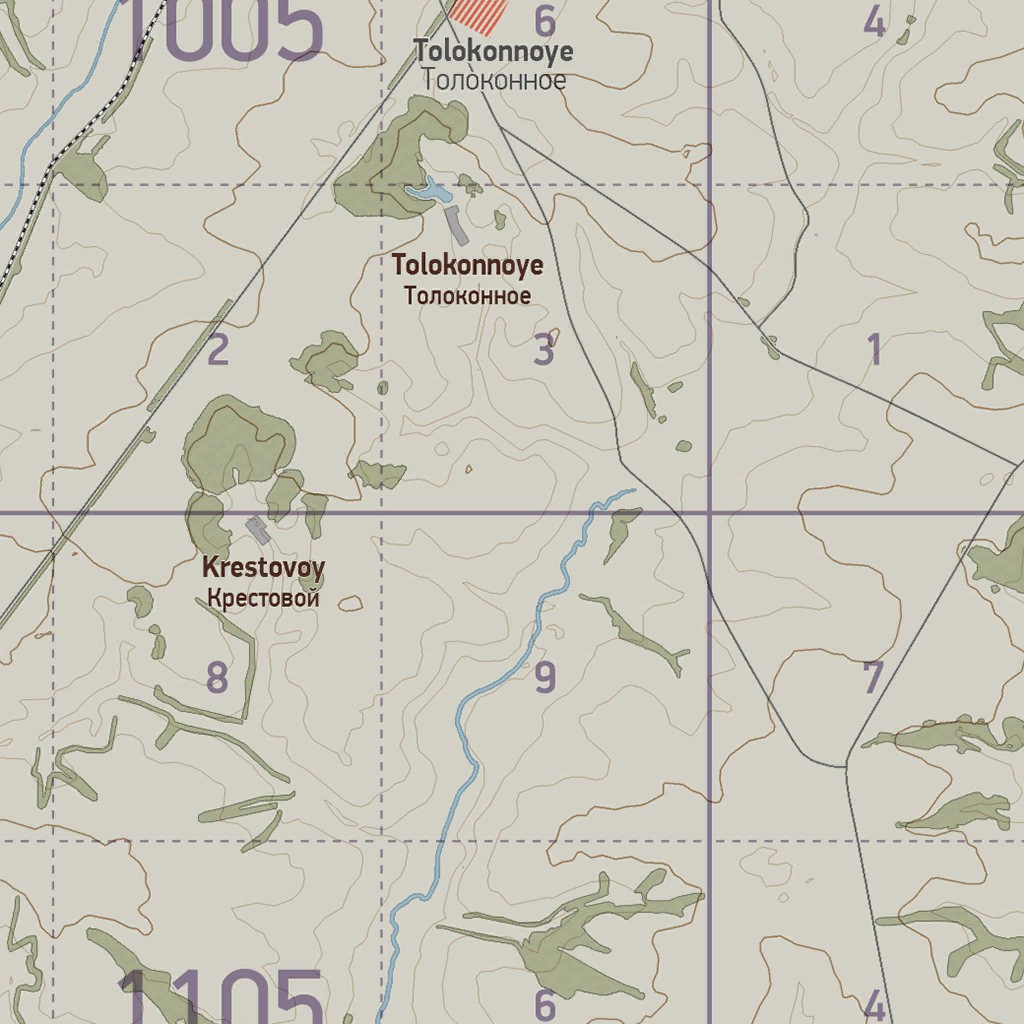 1005
6
4
Tolokonnoye
Толоконное
Tolokonnoye
Толоконное
2
3
1
Krestovoy
Крестовой
8
9
7
1105
6
4